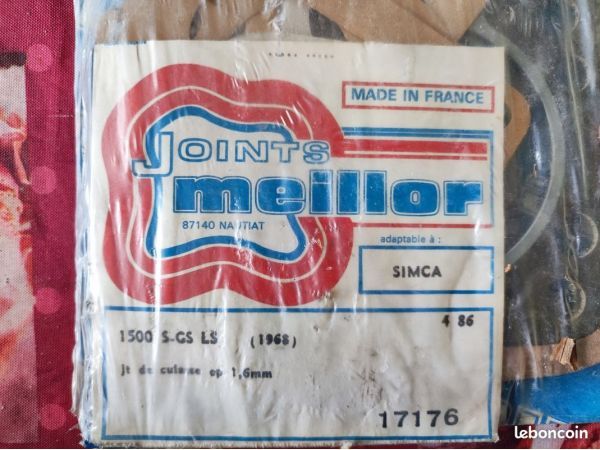 MADE IN FRANCE
JOINTS
meillor
87140 NANTIAT
adaptable à :
SIMCA
4 86
1500 S-GS LS (1968)
jt de culasse ep 1,6mm
17176
leboncoin